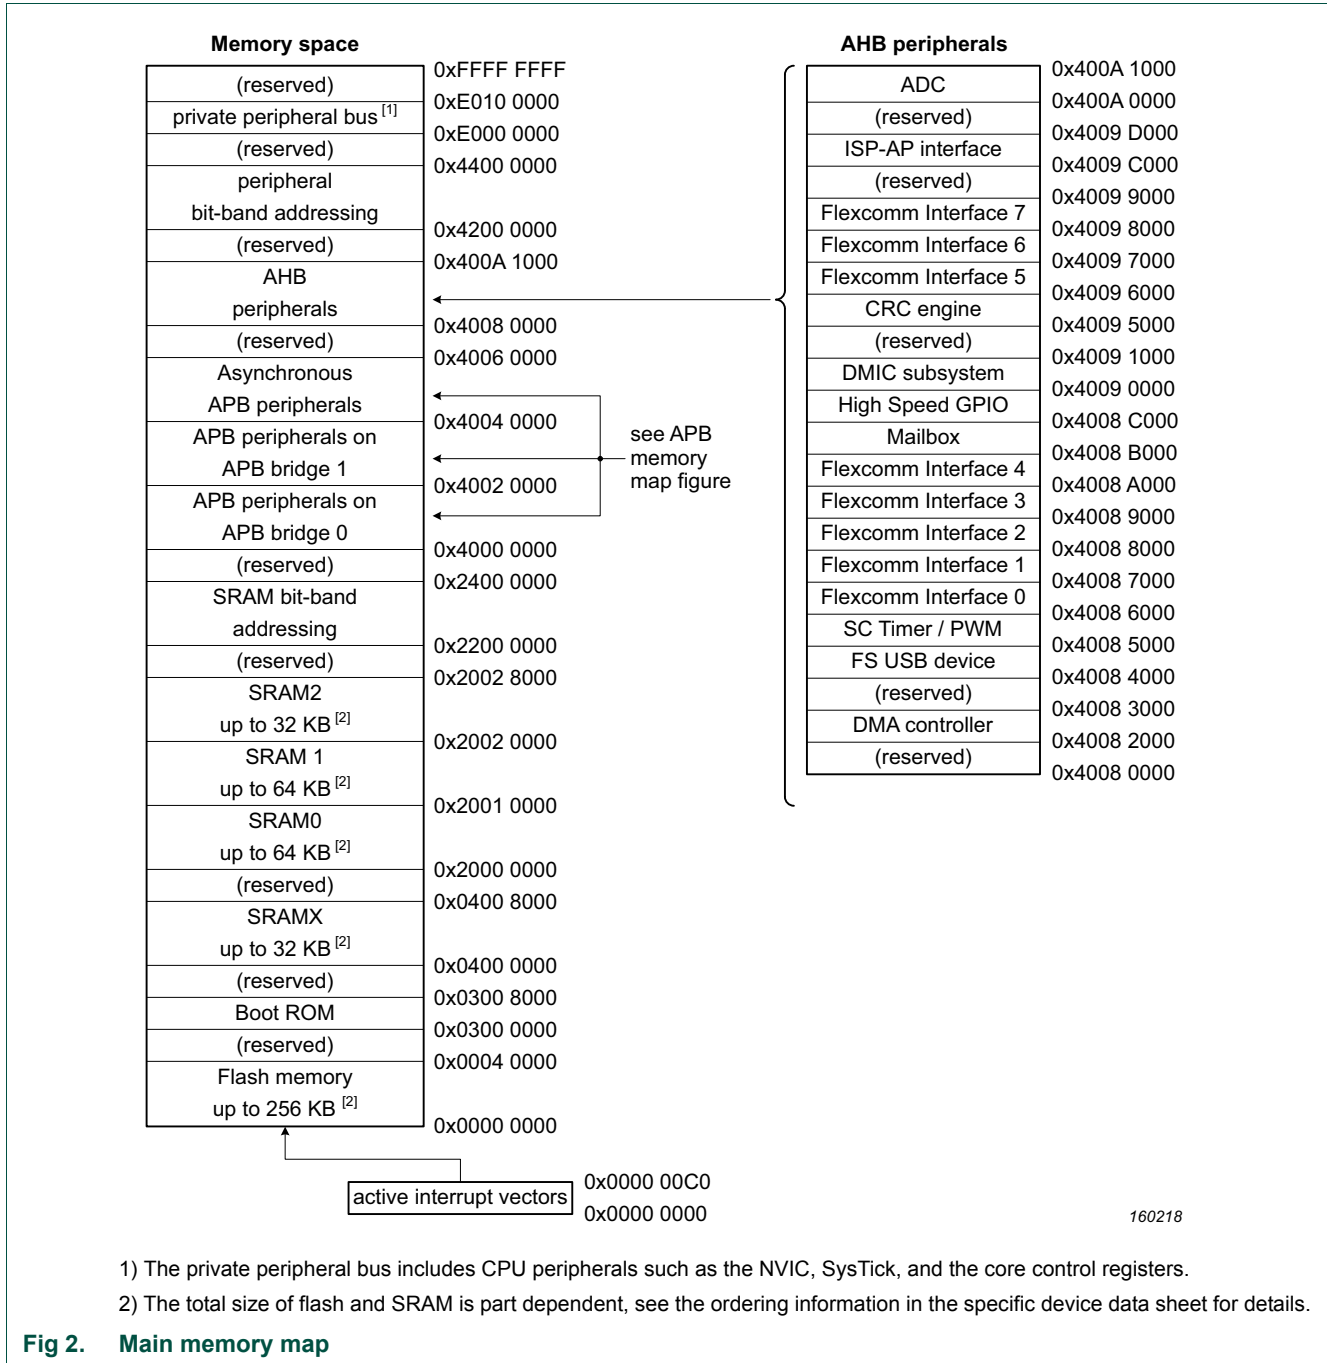 Memory space
(reserved)
0xFFFF FFFF
private peripheral bus [1]
0xE010 0000
(reserved)
0xE000 0000
peripheral
0x4400 0000
bit-band addressing
(reserved)
0x4200 0000
AHB
0x400A 1000
peripherals
(reserved)
0x4008 0000
Asynchronous
0x4006 0000
APB peripherals
APB peripherals on
0x4004 0000
APB bridge 1
APB peripherals on
0x4002 0000
APB bridge 0
(reserved)
0x4000 0000
SRAM bit-band
0x2400 0000
addressing
(reserved)
0x2200 0000
SRAM2
0x2002 8000
up to 32 KB [2]
SRAM 1
0x2002 0000
up to 64 KB [2]
SRAM0
0x2001 0000
up to 64 KB [2]
(reserved)
0x2000 0000
SRAMX
0x0400 8000
up to 32 KB [2]
(reserved)
0x0400 0000
Boot ROM
0x0300 8000
(reserved)
0x0300 0000
Flash memory
0x0004 0000
up to 256 KB [2]
0x0000 0000
see APB
memory
map figure
active interrupt vectors
0x0000 00C0
0x0000 0000
AHB peripherals
ADC
0x400A 1000
(reserved)
0x400A 0000
ISP-AP interface
0x4009 D000
(reserved)
0x4009 C000
Flexcomm Interface 7
0x4009 9000
Flexcomm Interface 6
0x4009 8000
Flexcomm Interface 5
0x4009 7000
CRC engine
0x4009 6000
(reserved)
0x4009 5000
DMIC subsystem
0x4009 1000
High Speed GPIO
0x4009 0000
Mailbox
0x4008 C000
Flexcomm Interface 4
0x4008 B000
Flexcomm Interface 3
0x4008 A000
Flexcomm Interface 2
0x4008 9000
Flexcomm Interface 1
0x4008 8000
Flexcomm Interface 0
0x4008 7000
SC Timer / PWM
0x4008 6000
FS USB device
0x4008 5000
(reserved)
0x4008 4000
DMA controller
0x4008 3000
(reserved)
0x4008 2000
0x4008 0000
160218
1) The private peripheral bus includes CPU peripherals such as the NVIC, SysTick, and the core control registers.
2) The total size of flash and SRAM is part dependent, see the ordering information in the specific device data sheet for details.
Fig 2. Main memory map